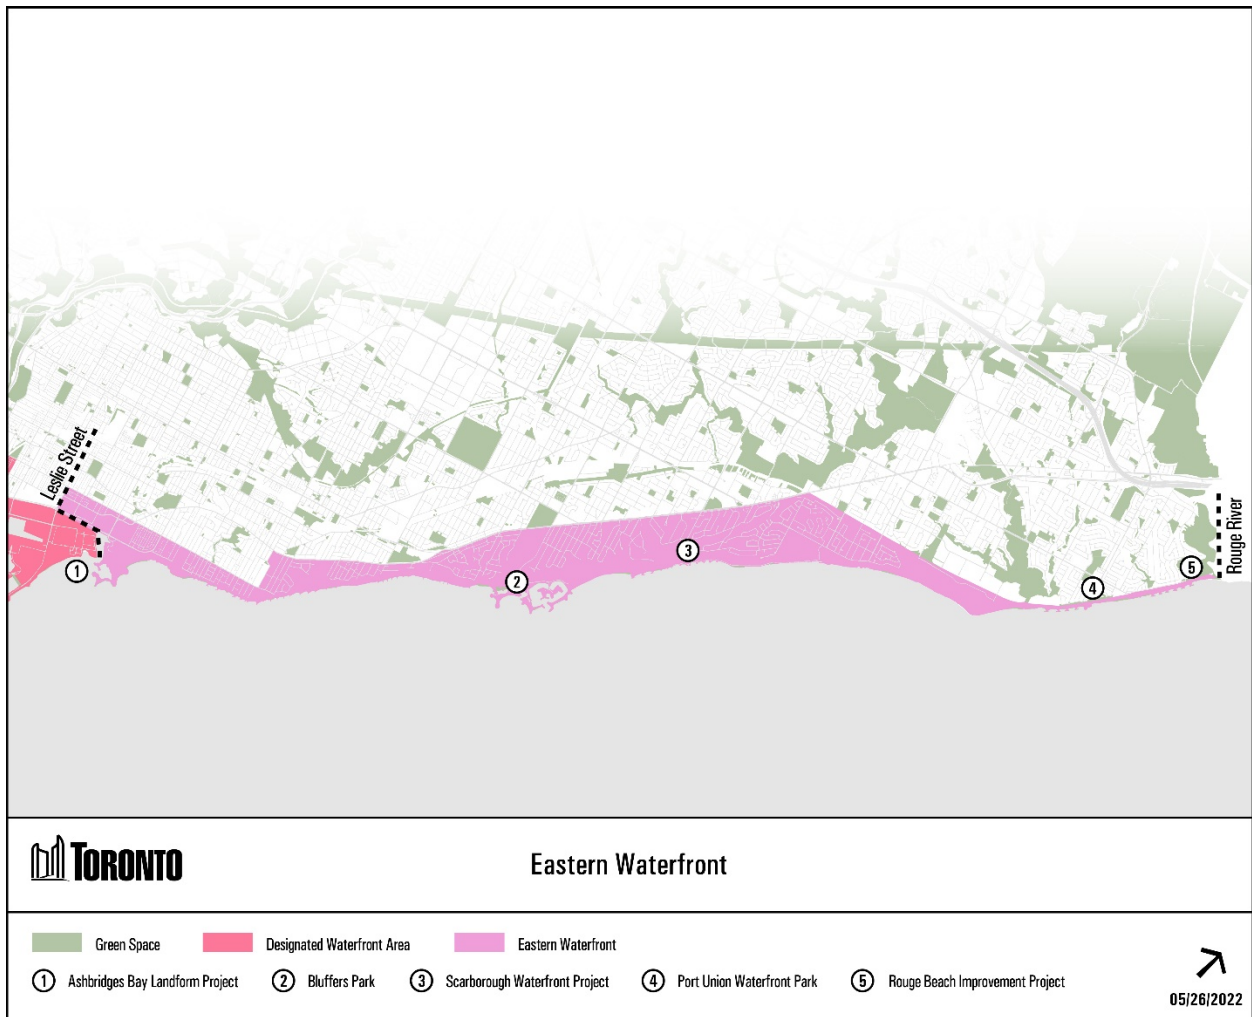 Leslie Street
1
2
3
4
5
Rouge River
TORONTO
Eastern Waterfront
Green Space
Designated Waterfront Area
Eastern Waterfront
1 Ashbridges Bay Landform Project
2 Bluffers Park
3 Scarborough Waterfront Project
4 Port Union Waterfront Park
5 Rouge Beach Improvement Project
05/26/2022